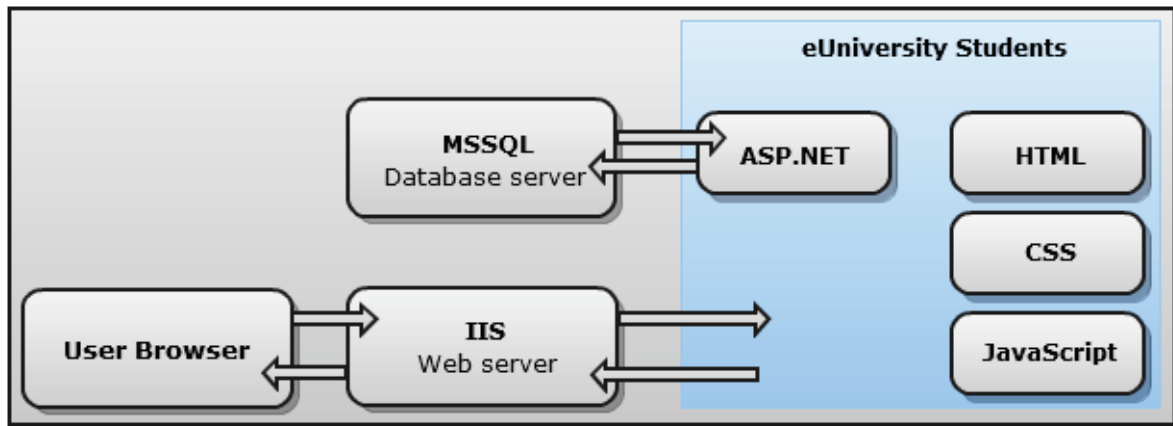 eUniversity Students
MSSQL
Database server
ASP.NET
HTML
CSS
User Browser
IIS
Web server
JavaScript